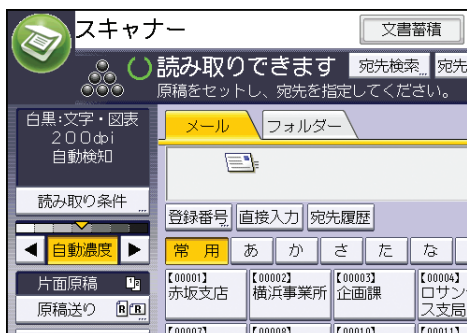 スキャナー
文書蓄積
読み取りできます
宛先検索...
宛先
原稿をセットし、宛先を指定してください。
白黒:文字・図表
200dpi
自動検知
メール
フォルダー
読み取り条件
...
登録番号...
直接入力
宛先履歴
自動濃度
常用
あ
か
さ
た
な
片面原稿
原稿送り
R R
【00001】
赤坂支店
【00002】
横浜事業所
【00003】
企画課
【00004】
ロサン
ス支局